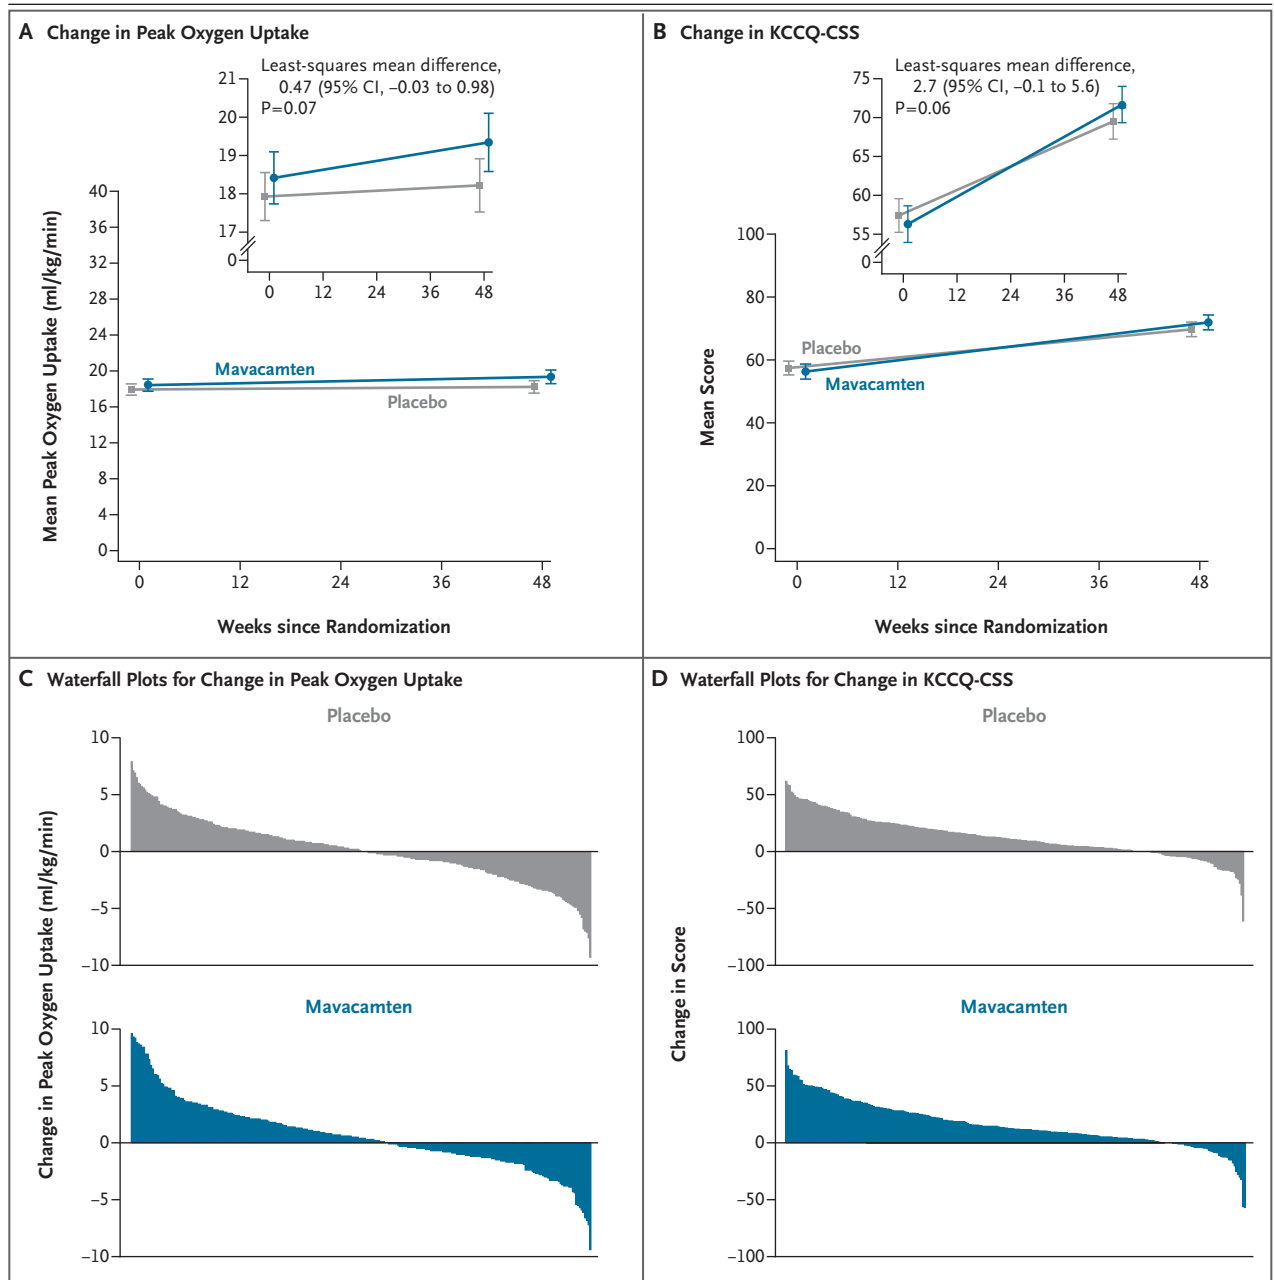 A Change in Peak Oxygen Uptake
Least-squares mean difference,
0.47 (95% CI, –0.03 to 0.98)
P=0.07
21
20
19
18
17
0
0 12 24 36 48
Mean Peak Oxygen Uptake (ml/kg/min)
40
36
32
28
24
20
16
12
8
4
0
Mavacamten
Placebo
0 12 24 36 48
Weeks since Randomization
B Change in KCCQ-CSS
Least-squares mean difference,
2.7 (95% CI, –0.1 to 5.6)
P=0.06
75
70
65
60
55
0
0 12 24 36 48
Mean Score
100
80
60
40
20
0
Placebo
Mavacamten
0 12 24 36 48
Weeks since Randomization
C Waterfall Plots for Change in Peak Oxygen Uptake
Change in Peak Oxygen Uptake (ml/kg/min)
Placebo
10
5
0
–5
–10
Mavacamten
10
5
0
–5
–10
D Waterfall Plots for Change in KCCQ-CSS
Change in Score
Placebo
100
50
0
–50
–100
Mavacamten
100
50
0
–50
–100